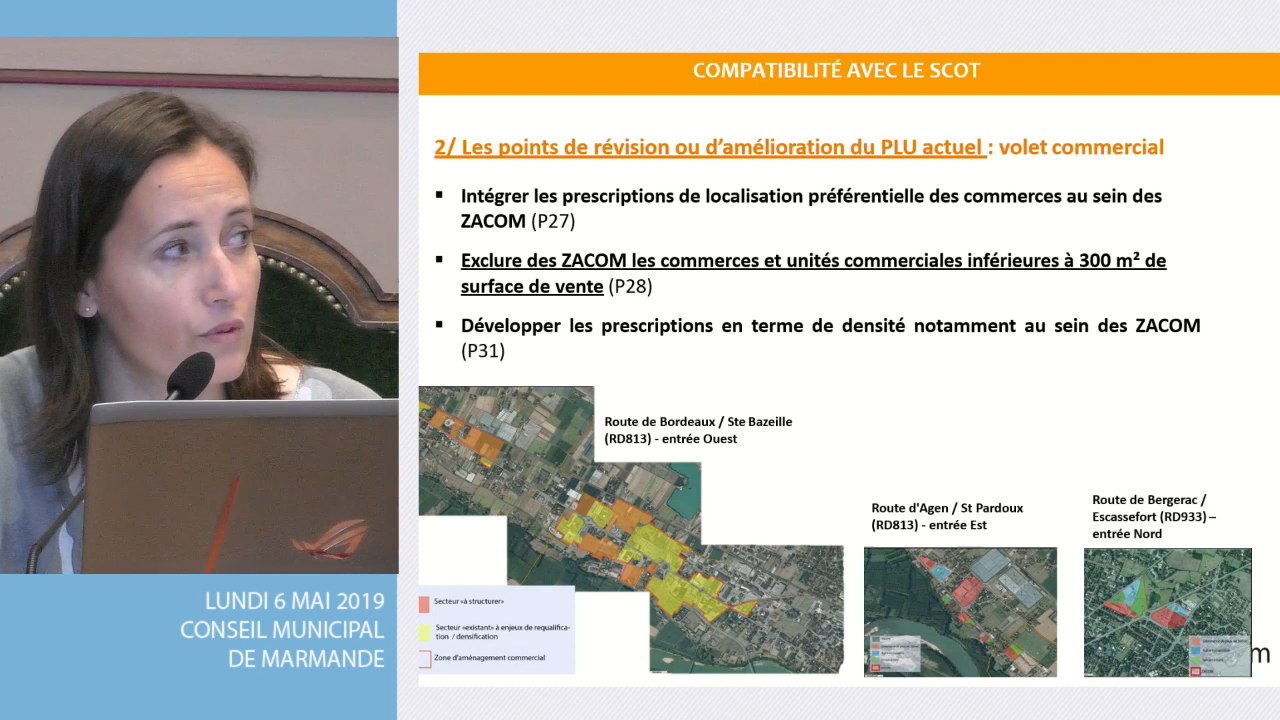 COMPATIBILITÉ AVEC LE SCOT
2/ Les points de révision ou d'amélioration du PLU actuel : volet commercial
▪ Intégrer les prescriptions de localisation préférentielle des commerces au sein des
ZACOM (P27)
▪ Exclure des ZACOM les commerces et unités commerciales inférieures à 300 m² de
surface de vente (P28)
▪ Développer les prescriptions en terme de densité notamment au sein des ZACOM
(P31)
Route de Bordeaux / Ste Bazeille
(RD813) - entrée Ouest
Route d'Agen / St Pardoux
(RD813) - entrée Est
Route de Bergerac /
Escassefort (RD933) –
entrée Nord
Secteur «à structurer»
Secteur «existant» à enjeux de requalifica-
tion / densification
Zone d'aménagement commercial
m
LUNDI 6 MAI 2019
CONSEIL MUNICIPAL
DE MARMANDE